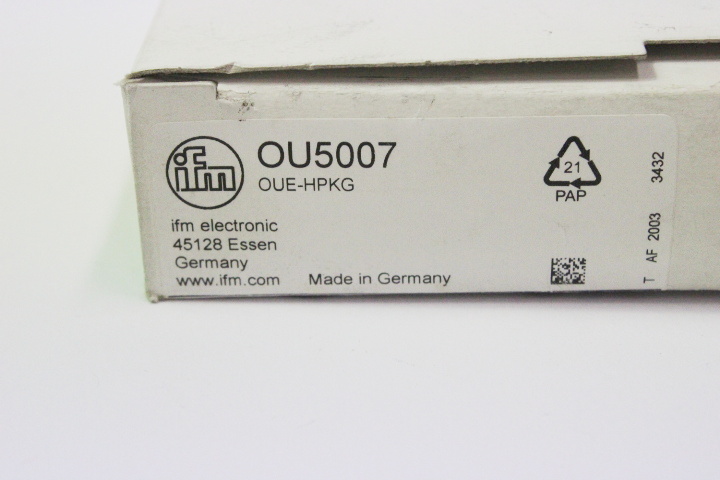 ifm
OU5007
OUE-HPKG
ifm electronic
45128 Essen
Germany
www.ifm.com
Made in Germany
21
PAP
T AF 2003 3432